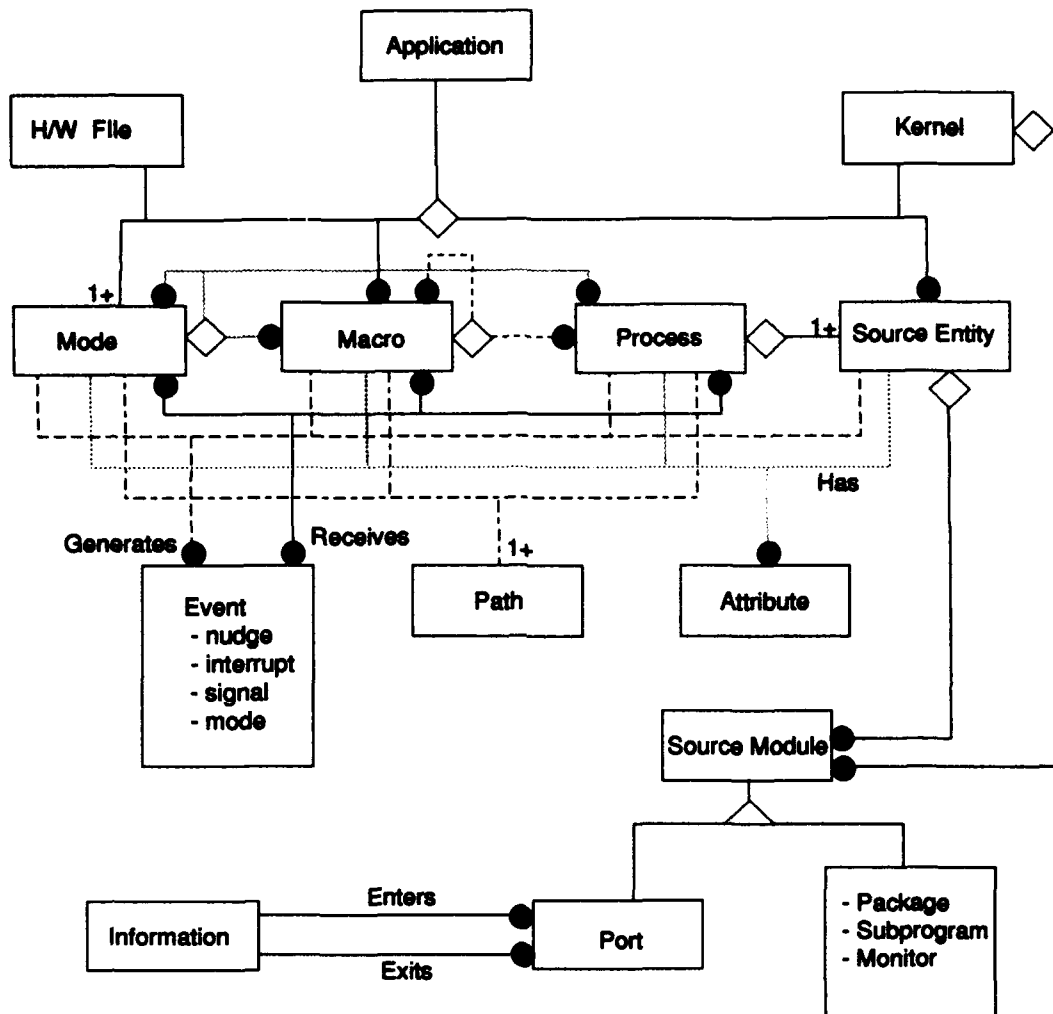 Application
H/W File
Kernel
1+
Mode
Macro
Process
1+
Source Entity
Has
Generates
Receives
1+
Event
- nudge
- interrupt
- signal
- mode
Path
Attribute
Source Module
Enters
Information
Exits
Port
- Package
- Subprogram
- Monitor